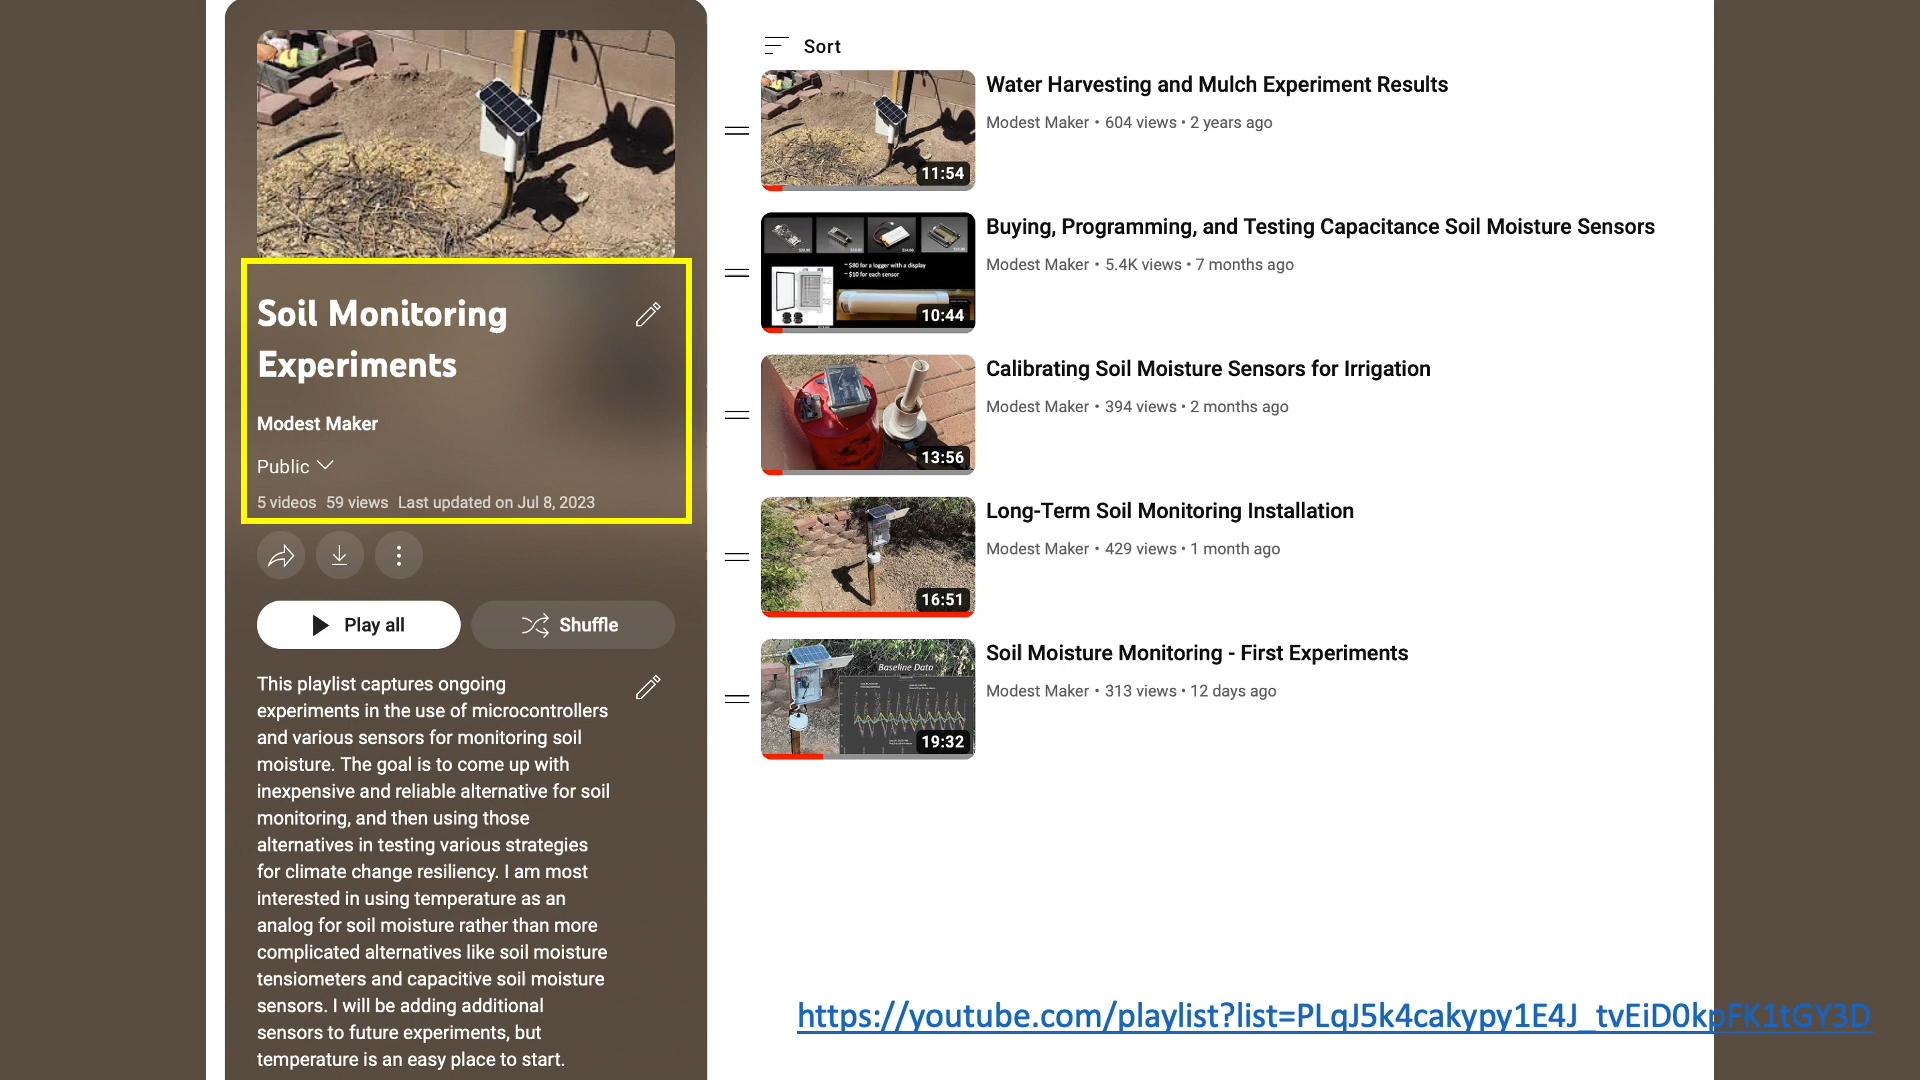 Soil Monitoring
Experiments
Modest Maker
Public
5 videos 59 views Last updated on Jul 8, 2023
Play all
Shuffle
This playlist captures ongoing
experiments in the use of microcontrollers
and various sensors for monitoring soil
moisture. The goal is to come up with
inexpensive and reliable alternative for soil
monitoring, and then using those
alternatives in testing various strategies
for climate change resiliency. I am most
interested in using temperature as an
analog for soil moisture rather than more
complicated alternatives like soil moisture
tensiometers and capacitive soil moisture
sensors. I will be adding additional
sensors to future experiments, but
temperature is an easy place to start.
Sort
Water Harvesting and Mulch Experiment Results
Modest Maker • 604 views • 2 years ago
11:54
Buying, Programming, and Testing Capacitance Soil Moisture Sensors
Modest Maker • 5.4K views • 7 months ago
~ $80 for a logger with a display
~ $10 for each sensor
10:44
Calibrating Soil Moisture Sensors for Irrigation
Modest Maker • 394 views • 2 months ago
13:56
Long-Term Soil Monitoring Installation
Modest Maker • 429 views • 1 month ago
16:51
Soil Moisture Monitoring - First Experiments
Modest Maker • 313 views • 12 days ago
Baseline Data
19:32
https://youtube.com/playlist?list=PLqJ5k4cakypy1E4J_tvEiD0kpFK1tGY3D